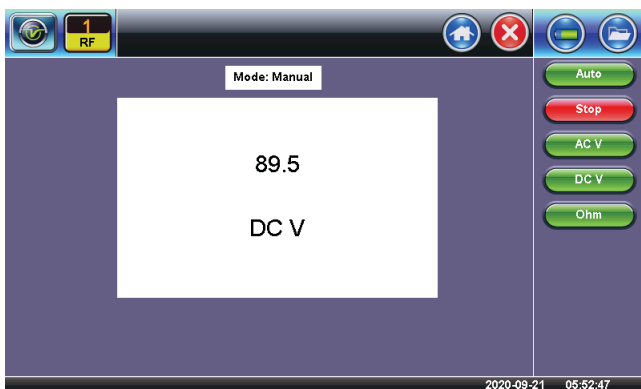 1
RF
Mode: Manual
89.5
DC V
Auto
Stop
AC V
DC V
Ohm
2020-09-21 05:52:47